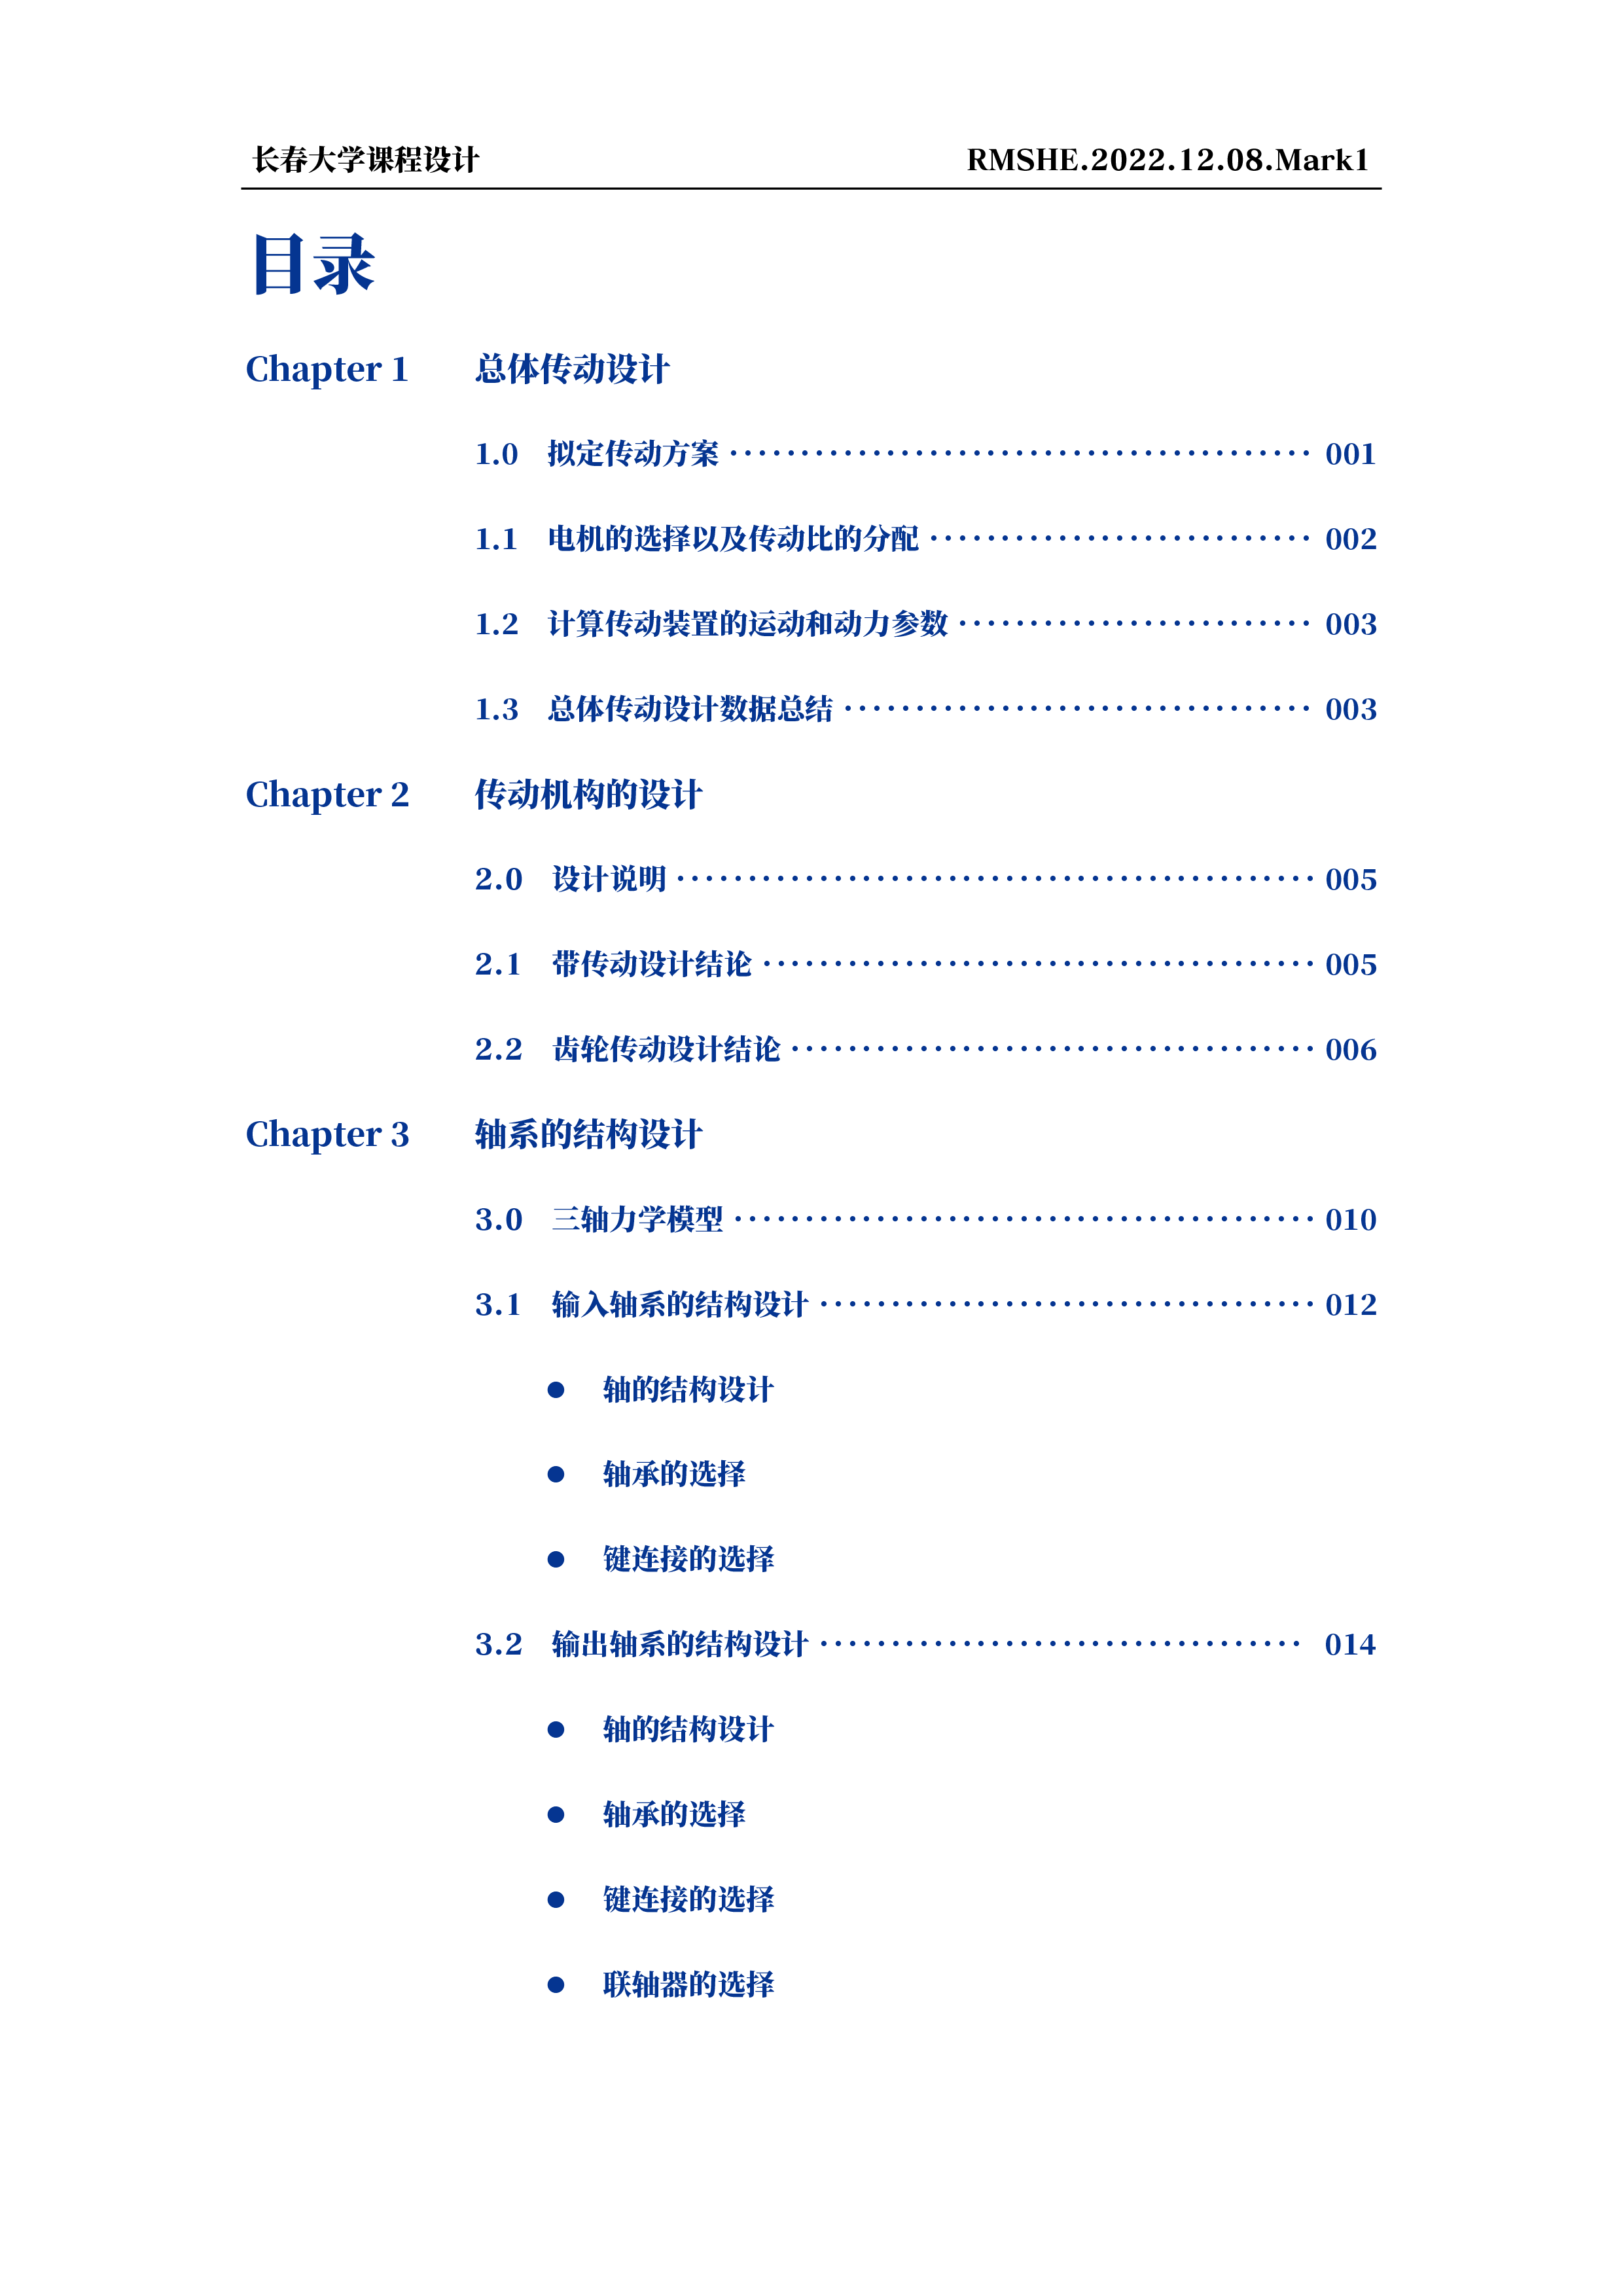 长春大学课程设计 RMSHE.2022.12.08.Mark1
目录
Chapter 1 总体传动设计
1.0 拟定传动方案 ········································· 001
1.1 电机的选择以及传动比的分配 ··························· 002
1.2 计算传动装置的运动和动力参数 ························· 003
1.3 总体传动设计数据总结 ································· 003
Chapter 2 传动机构的设计
2.0 设计说明 ············································· 005
2.1 带传动设计结论 ······································· 005
2.2 齿轮传动设计结论 ····································· 006
Chapter 3 轴系的结构设计
3.0 三轴力学模型 ········································· 010
3.1 输入轴系的结构设计 ··································· 012
● 轴的结构设计
● 轴承的选择
● 键连接的选择
3.2 输出轴系的结构设计 ·································· 014
● 轴的结构设计
● 轴承的选择
● 键连接的选择
● 联轴器的选择